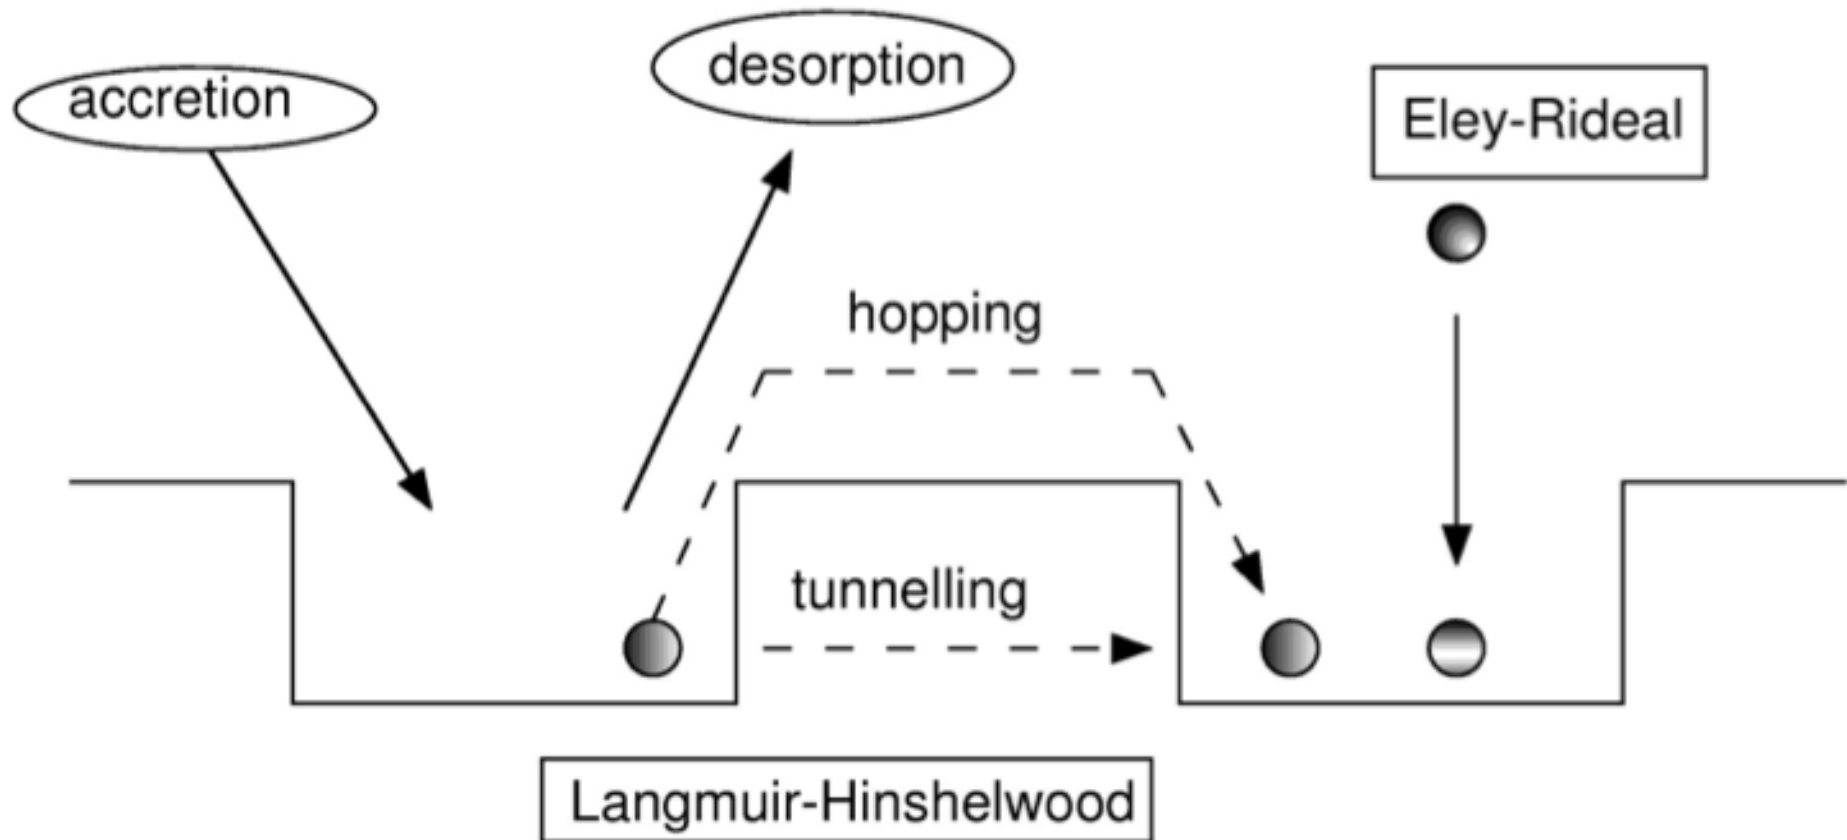 accretion
desorption
Eley-Rideal
hopping
tunnelling
Langmuir-Hinshelwood